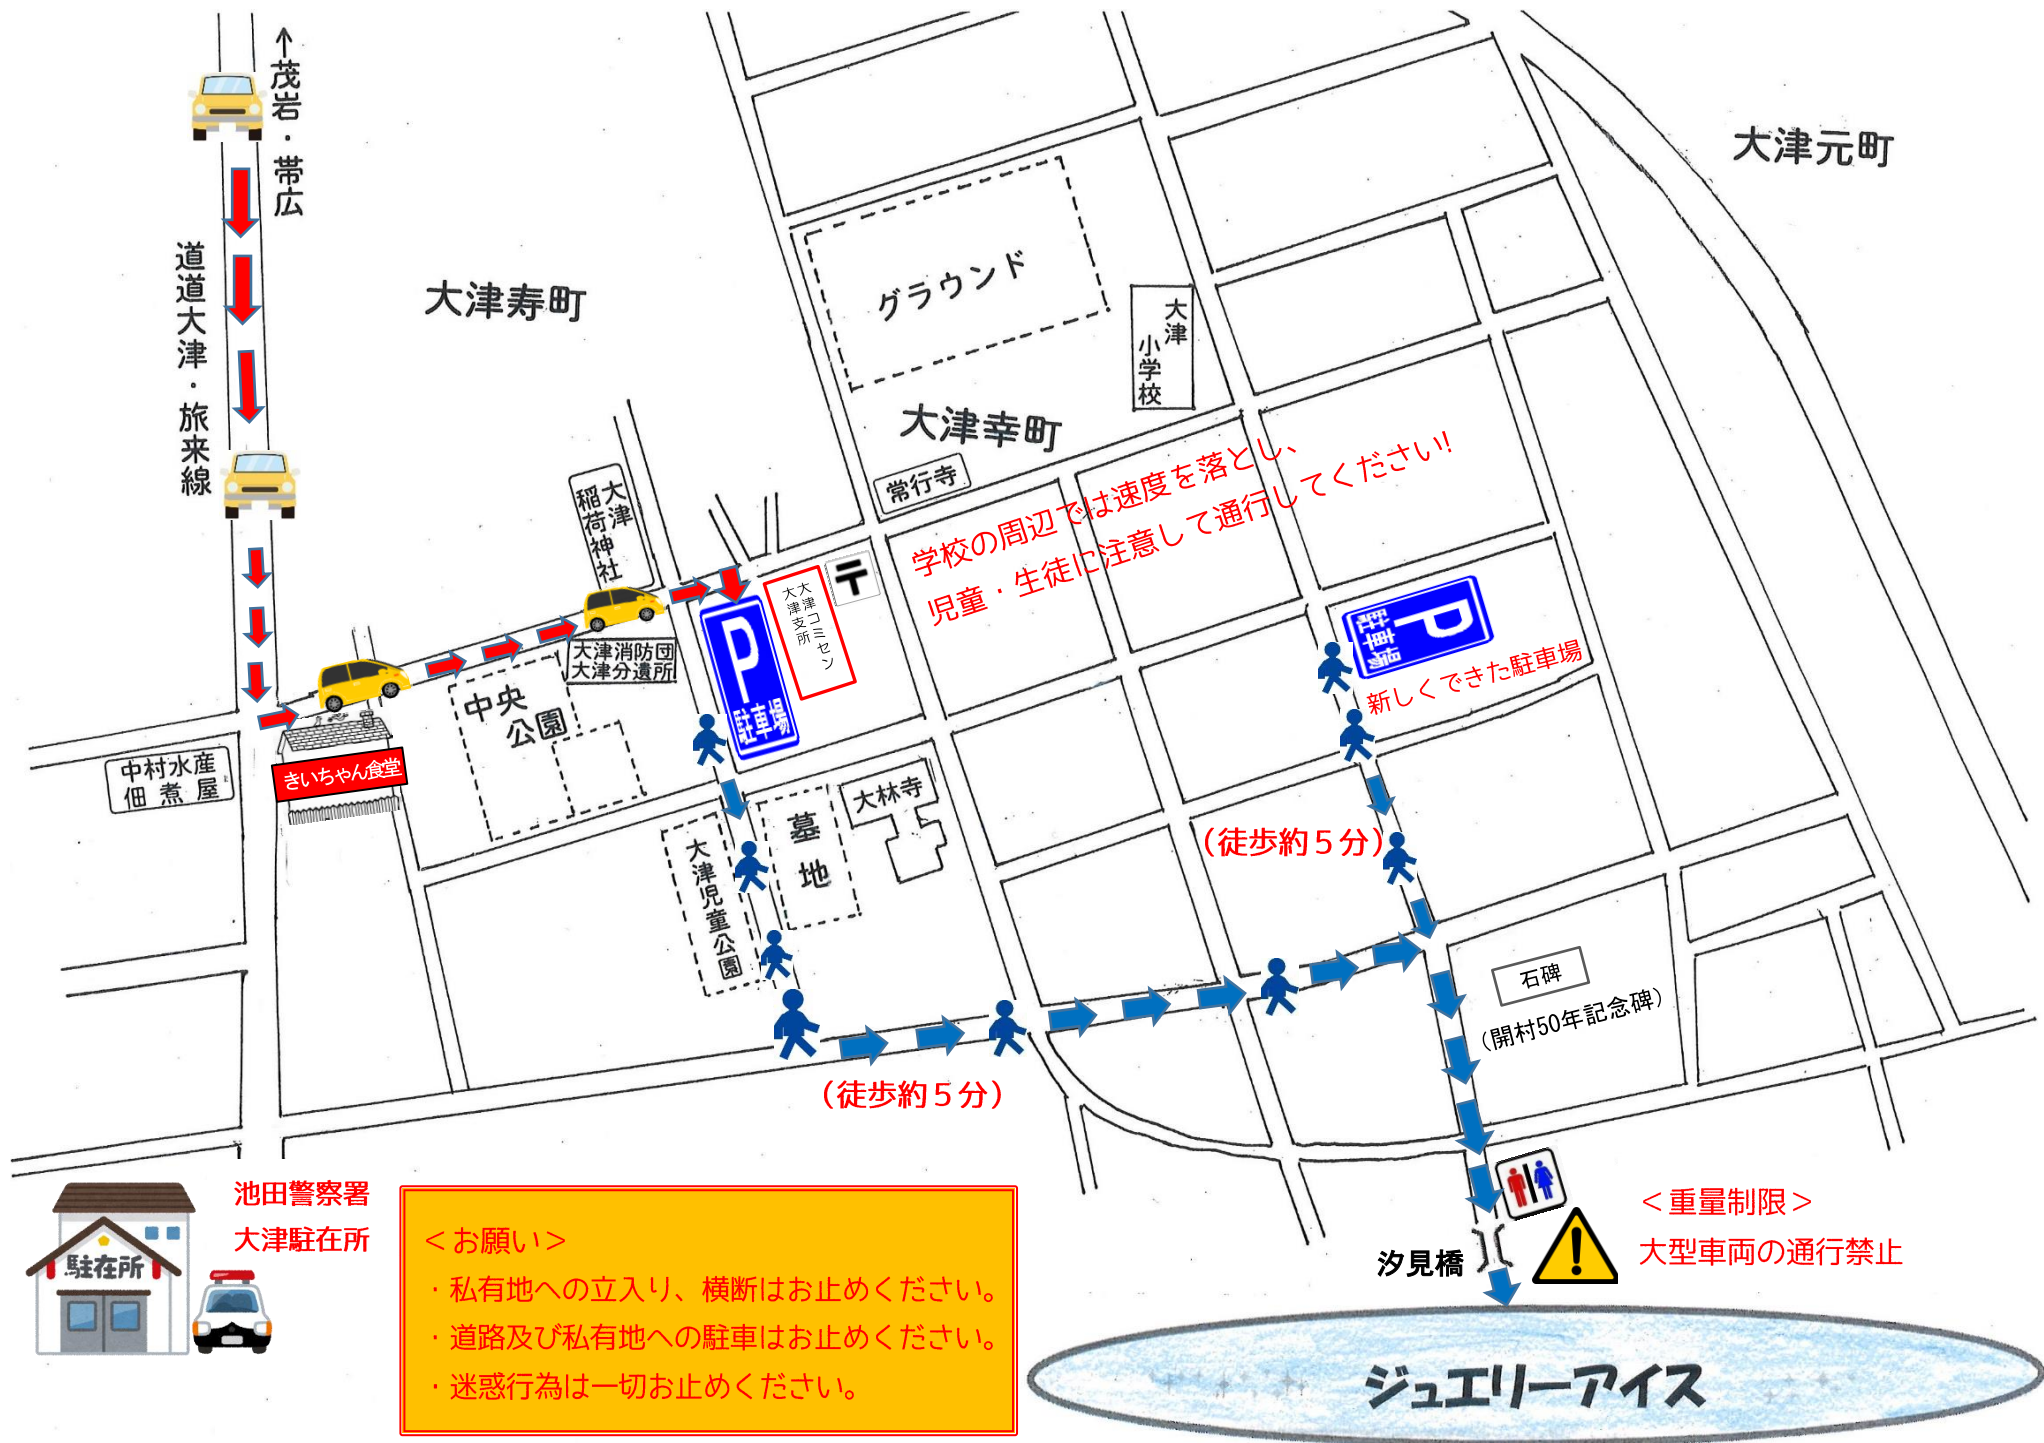 ↑茂岩・帯広
道道大津・旅来線
大津寿町
大津元町
グラウンド
大津
小学校
大津幸町
常行寺
学校の周辺では速度を落とし、
児童・生徒に注意して通行してください!
大津
稲荷神社
大津コミセン
大津支所
〒
P
駐車場
P
駐車場
新しくできた駐車場
大津消防団
大津分遣所
中央
公園
中村水産
佃煮屋
きいちゃん食堂
大林寺
墓地
大津児童公園
(徒歩約5分)
(徒歩約5分)
石碑
(開村50年記念碑)
池田警察署
大津駐在所
駐在所
<お願い>
・私有地への立入り、横断はお止めください。
・道路及び私有地への駐車はお止めください。
・迷惑行為は一切お止めください。
汐見橋
<重量制限>
大型車両の通行禁止
ジュエリーアイス